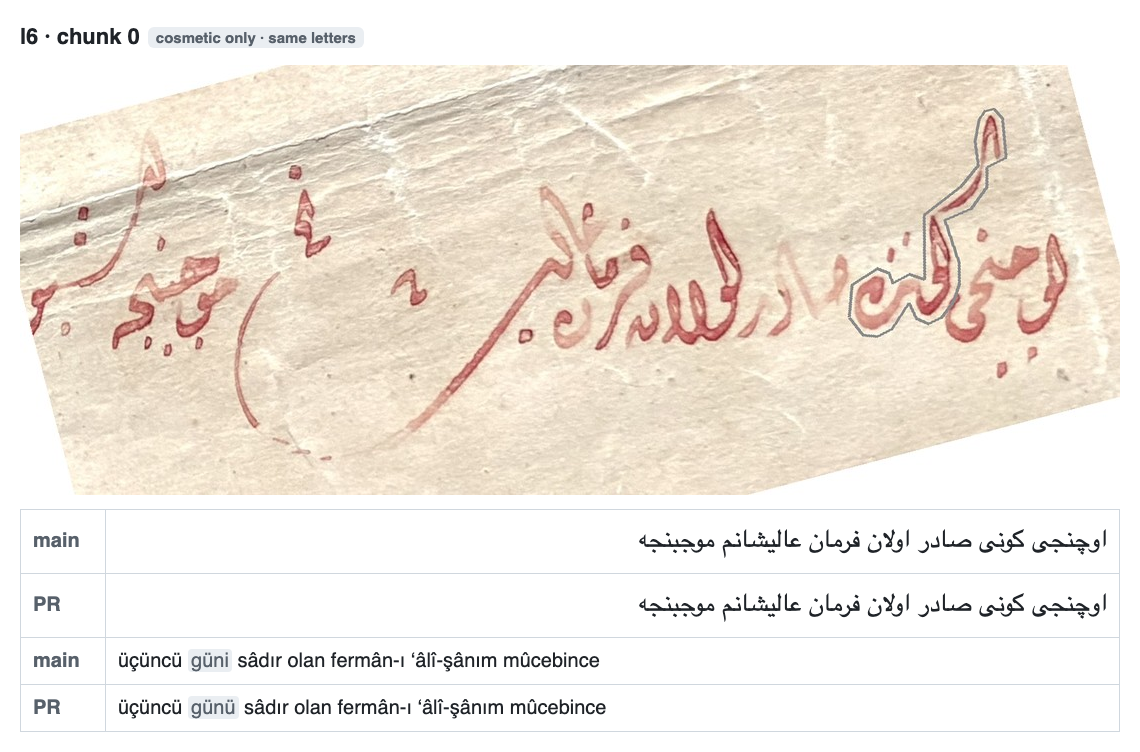 l6 · chunk 0 cosmetic only · same letters
اوچنجی کونی صادر اولان فرمان عالیشانم موجبنجه
main اوچنجی کونی صادر اولان فرمان عالیشانم موجبنجه
PR اوچنجی کونی صادر اولان فرمان عالیشانم موجبنجه
main üçüncü güni sâdır olan fermân-ı ‘âlî-şânım mûcebince
PR üçüncü günü sâdır olan fermân-ı ‘âlî-şânım mûcebince